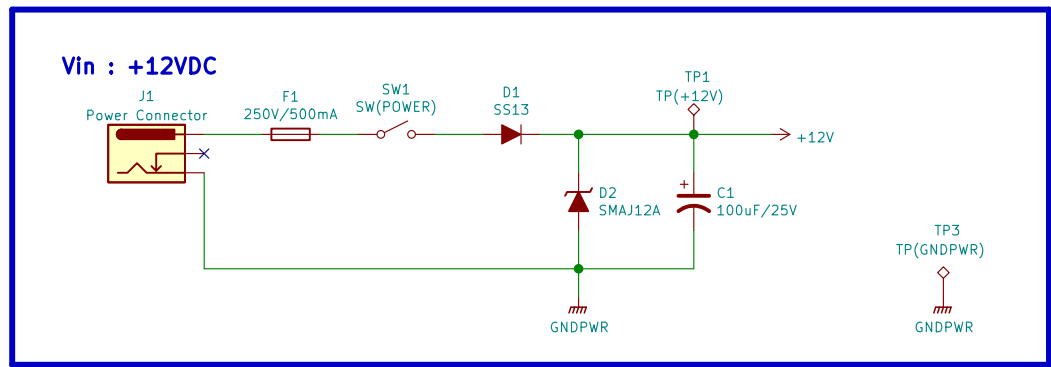 Vin : +12VDC
J1
Power Connector
F1
250V/500mA
SW1
SW(POWER)
D1
SS13
TP1
TP(+12V)
+12V
D2
SMAJ12A
+
C1
100uF/25V
GNDPWR
TP3
TP(GNDPWR)
GNDPWR